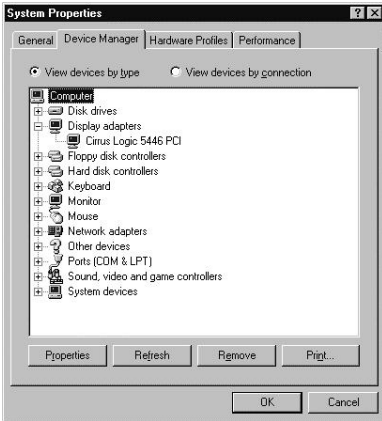 System Properties
General Device Manager Hardware Profiles Performance
View devices by type View devices by connection
Computer
Disk drives
Display adapters
Cirrus Logic 5446 PCI
Floppy disk controllers
Hard disk controllers
Keyboard
Monitor
Mouse
Network adapters
Other devices
Ports (COM & LPT)
Sound, video and game controllers
System devices
Properties Refresh Remove Print...
OK Cancel